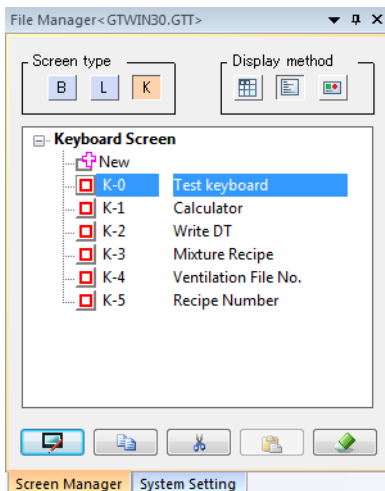 File Manager<GTWIN30.GTT>
Screen type Display method
B L K
Keyboard Screen
New
K-0 Test keyboard
K-1 Calculator
K-2 Write DT
K-3 Mixture Recipe
K-4 Ventilation File No.
K-5 Recipe Number
Screen Manager System Setting